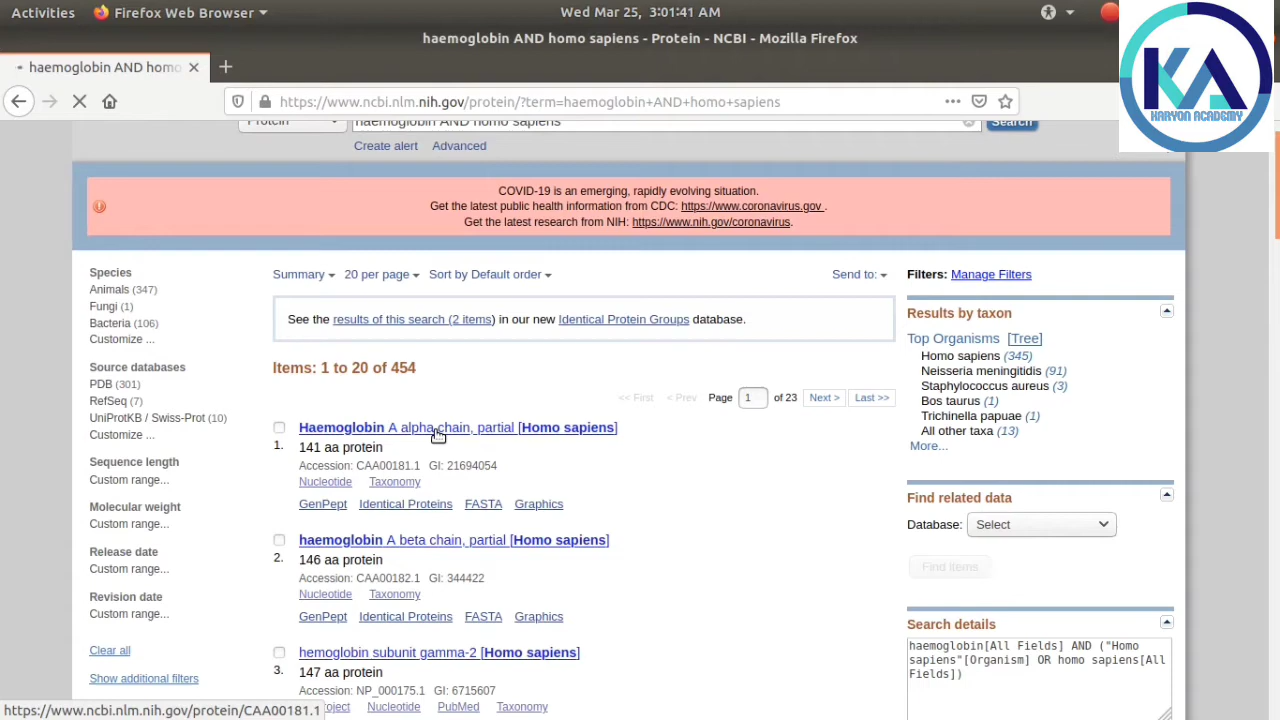 Activities Firefox Web Browser Wed Mar 25, 3:01:41 AM
haemoglobin AND homo sapiens - Protein - NCBI - Mozilla Firefox
haemoglobin AND homo
https://www.ncbi.nlm.nih.gov/protein/?term=haemoglobin+AND+homo+sapiens
KA
KARYON ACADEMY
Protein haemoglobin AND homo sapiens Search
Create alert Advanced
COVID-19 is an emerging, rapidly evolving situation.
Get the latest public health information from CDC: https://www.coronavirus.gov .
Get the latest research from NIH: https://www.nih.gov/coronavirus.
Species
Animals (347)
Fungi (1)
Bacteria (106)
Customize ...
Source databases
PDB (301)
RefSeq (7)
UniProtKB / Swiss-Prot (10)
Customize ...
Sequence length
Custom range...
Molecular weight
Custom range...
Release date
Custom range...
Revision date
Custom range...
Clear all
Show additional filters
Summary 20 per page Sort by Default order Send to:
See the results of this search (2 items) in our new Identical Protein Groups database.
Items: 1 to 20 of 454
<< First < Prev Page 1 of 23 Next > Last >>
Haemoglobin A alpha chain, partial [Homo sapiens]
1. 141 aa protein
Accession: CAA00181.1 GI: 21694054
Nucleotide Taxonomy
GenPept Identical Proteins FASTA Graphics
haemoglobin A beta chain, partial [Homo sapiens]
2. 146 aa protein
Accession: CAA00182.1 GI: 344422
Nucleotide Taxonomy
GenPept Identical Proteins FASTA Graphics
hemoglobin subunit gamma-2 [Homo sapiens]
3. 147 aa protein
Accession: NP_000175.1 GI: 6715607
oject Nucleotide PubMed Taxonomy
Filters: Manage Filters
Results by taxon
Top Organisms [Tree]
Homo sapiens (345)
Neisseria meningitidis (91)
Staphylococcus aureus (3)
Bos taurus (1)
Trichinella papuae (1)
All other taxa (13)
More...
Find related data
Database: Select
Find items
Search details
haemoglobin[All Fields] AND ("Homo
sapiens"[Organism] OR homo sapiens[All
Fields])
https://www.ncbi.nlm.nih.gov/protein/CAA00181.1